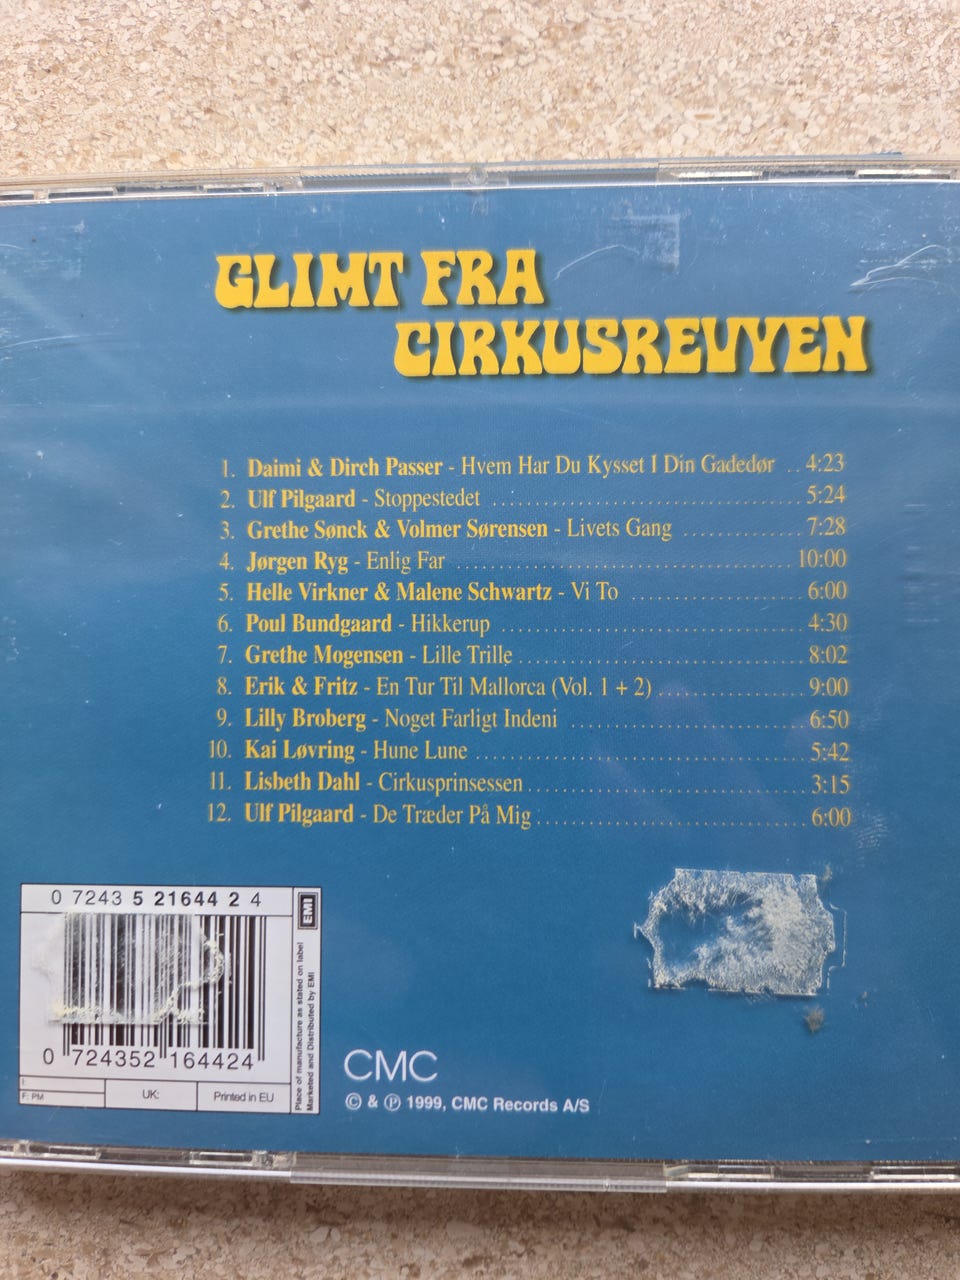 GLIMT FRA
CIRKUSREVYEN
1. Daimi & Dirch Passer - Hvem Har Du Kysset I Din Gadedør .. 4:23
2. Ulf Pilgaard - Stoppestedet ........ 5:24
3. Grethe Sønck & Volmer Sørensen - Livets Gang ........ 7:28
4. Jørgen Ryg - Enlig Far ........ 10:00
5. Helle Virkner & Malene Schwartz - Vi To ........ 6:00
6. Poul Bundgaard - Hikkerup ........ 4:30
7. Grethe Mogensen - Lille Trille ........ 8:02
8. Erik & Fritz - En Tur Til Mallorca (Vol. 1 + 2) ........ 9:00
9. Lilly Broberg - Noget Farligt Indeni ........ 6:50
10. Kai Løvring - Hune Lune ........ 5:42
11. Lisbeth Dahl - Cirkusprinsessen ........ 3:15
12. Ulf Pilgaard - De Træder På Mig ........ 6:00
0 7243 5 21644 2 4
EMI
Place of manufacture as stated on label
Marketed and Distributed by EMI
0 724352 164424
I:
F: PM
UK:
Printed in EU
CMC
© & ℗ 1999, CMC Records A/S